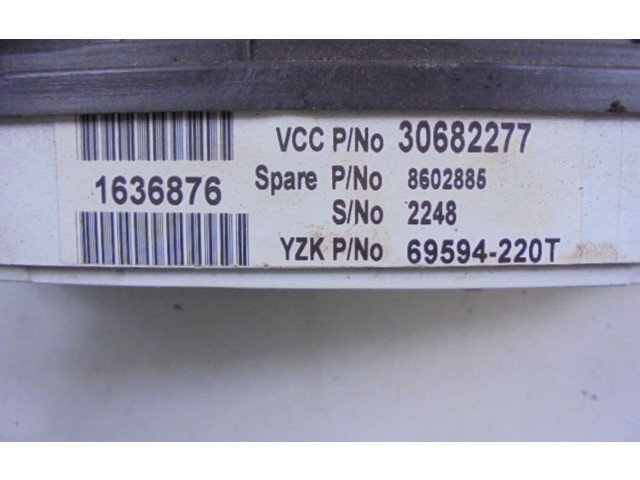 VCC P/No 30682277
1636876
Spare P/No 8602885
S/No 2248
YZK P/No 69594-220T